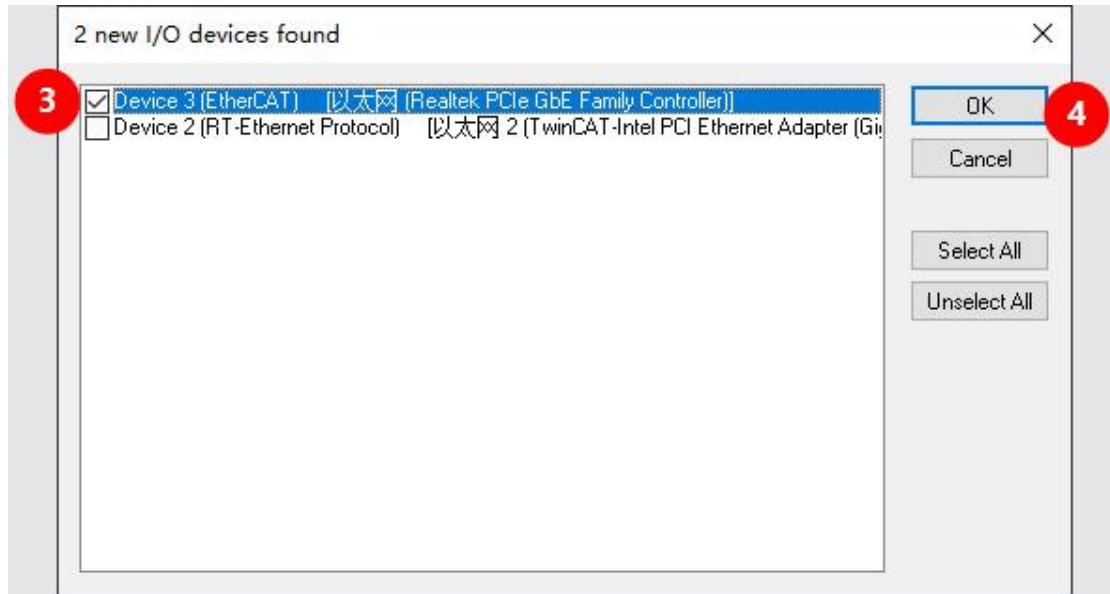 2 new I/O devices found
3
Device 3 (EtherCAT) [以太网 (Realtek PCIe GbE Family Controller)]
Device 2 (RT-Ethernet Protocol) [以太网 2 (TwinCAT-Intel PCI Ethernet Adapter (Gi
OK
4
Cancel
Select All
Unselect All